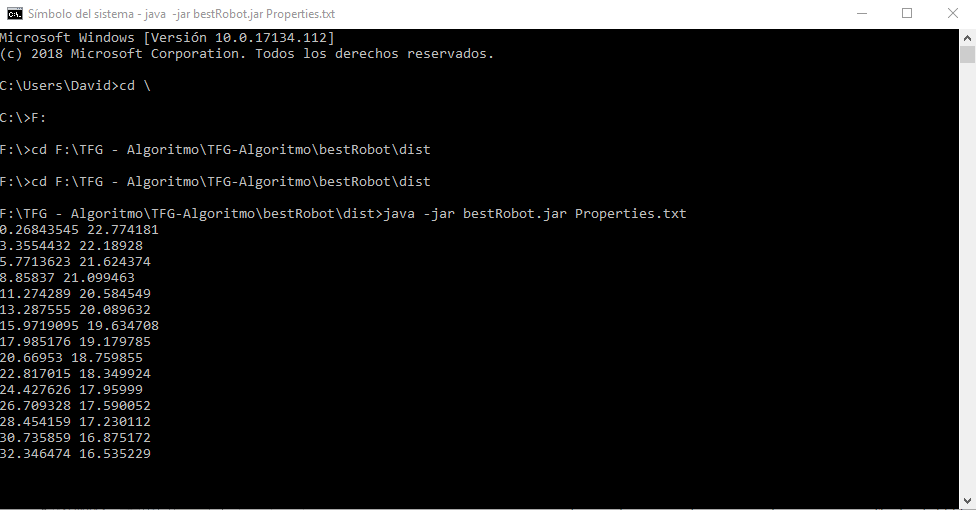 Símbolo del sistema - java  -jar bestRobot.jar Properties.txt
Microsoft Windows [Versión 10.0.17134.112]
(c) 2018 Microsoft Corporation. Todos los derechos reservados.
C:\Users\David>cd \
C:\>F:
F:\>cd F:\TFG - Algoritmo\TFG-Algoritmo\bestRobot\dist
F:\>cd F:\TFG - Algoritmo\TFG-Algoritmo\bestRobot\dist
F:\TFG - Algoritmo\TFG-Algoritmo\bestRobot\dist>java -jar bestRobot.jar Properties.txt
0.26843545 22.774181
3.3554432 22.18928
5.7713623 21.624374
8.85837 21.099463
11.274289 20.584549
13.287555 20.089632
15.9719095 19.634708
17.985176 19.179785
20.66953 18.759855
22.817015 18.349924
24.427626 17.95999
26.709328 17.590052
28.454159 17.230112
30.735859 16.875172
32.346474 16.535229